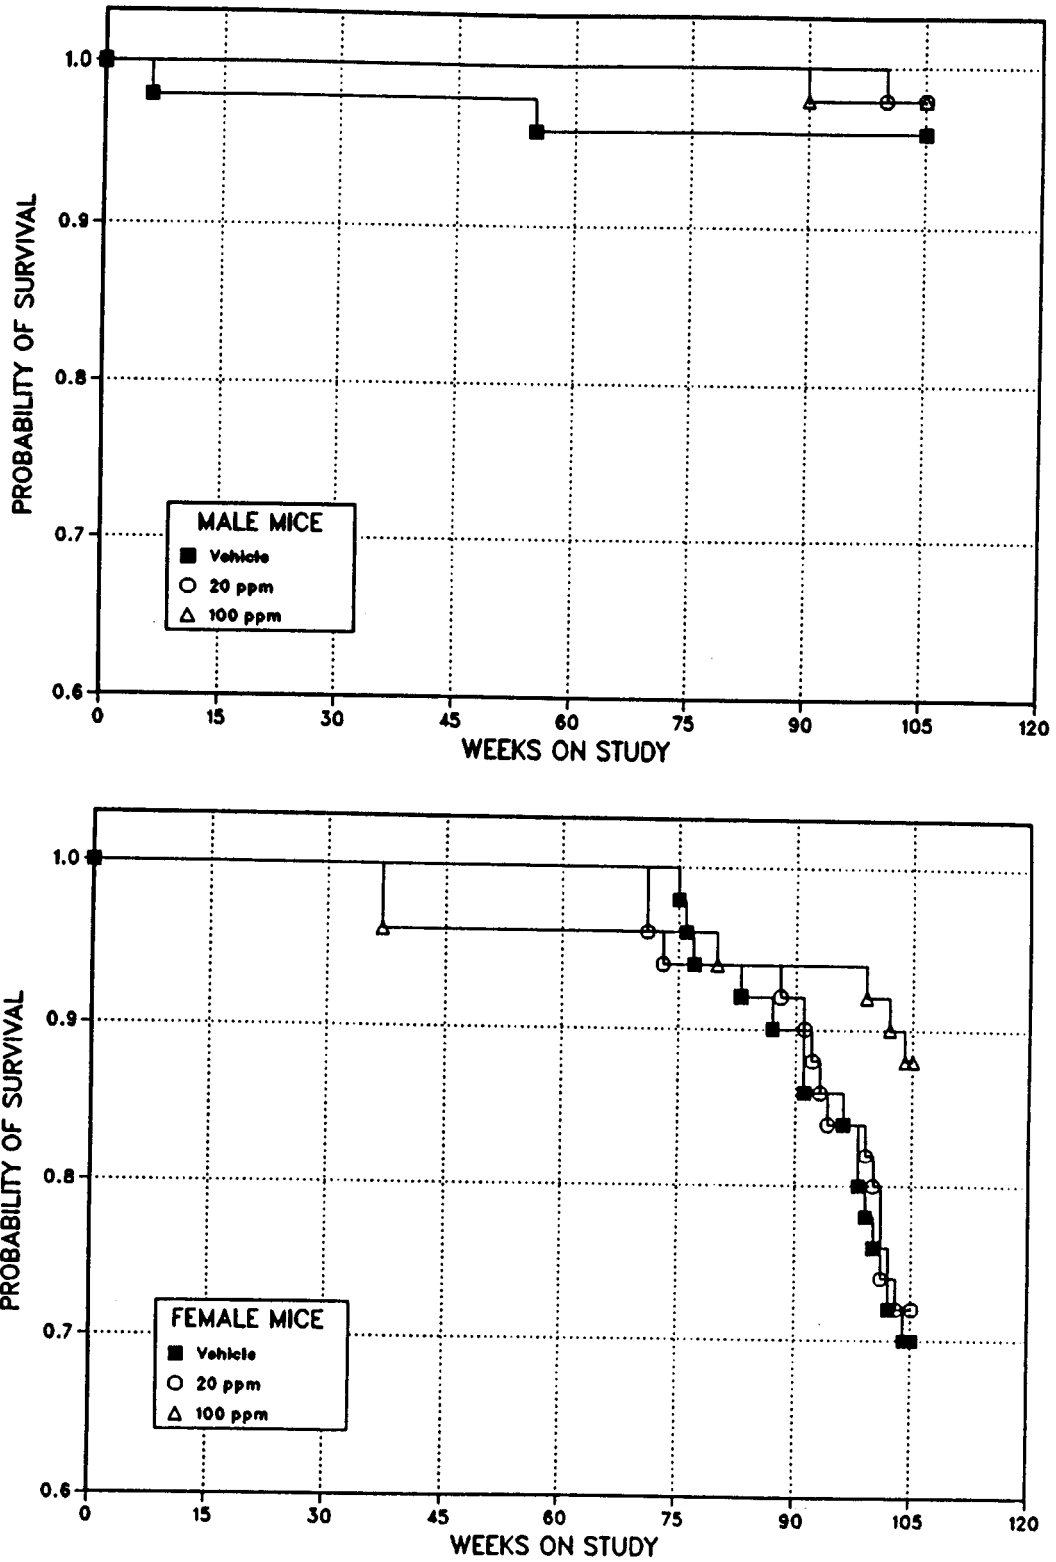 1.0
0.9
0.8
0.7
0.6
PROBABILITY OF SURVIVAL
MALE MICE
Vehicle
20 ppm
100 ppm
0 15 30 45 60 75 90 105 120
WEEKS ON STUDY
1.0
0.9
0.8
0.7
0.6
PROBABILITY OF SURVIVAL
FEMALE MICE
Vehicle
20 ppm
100 ppm
0 15 30 45 60 75 90 105 120
WEEKS ON STUDY